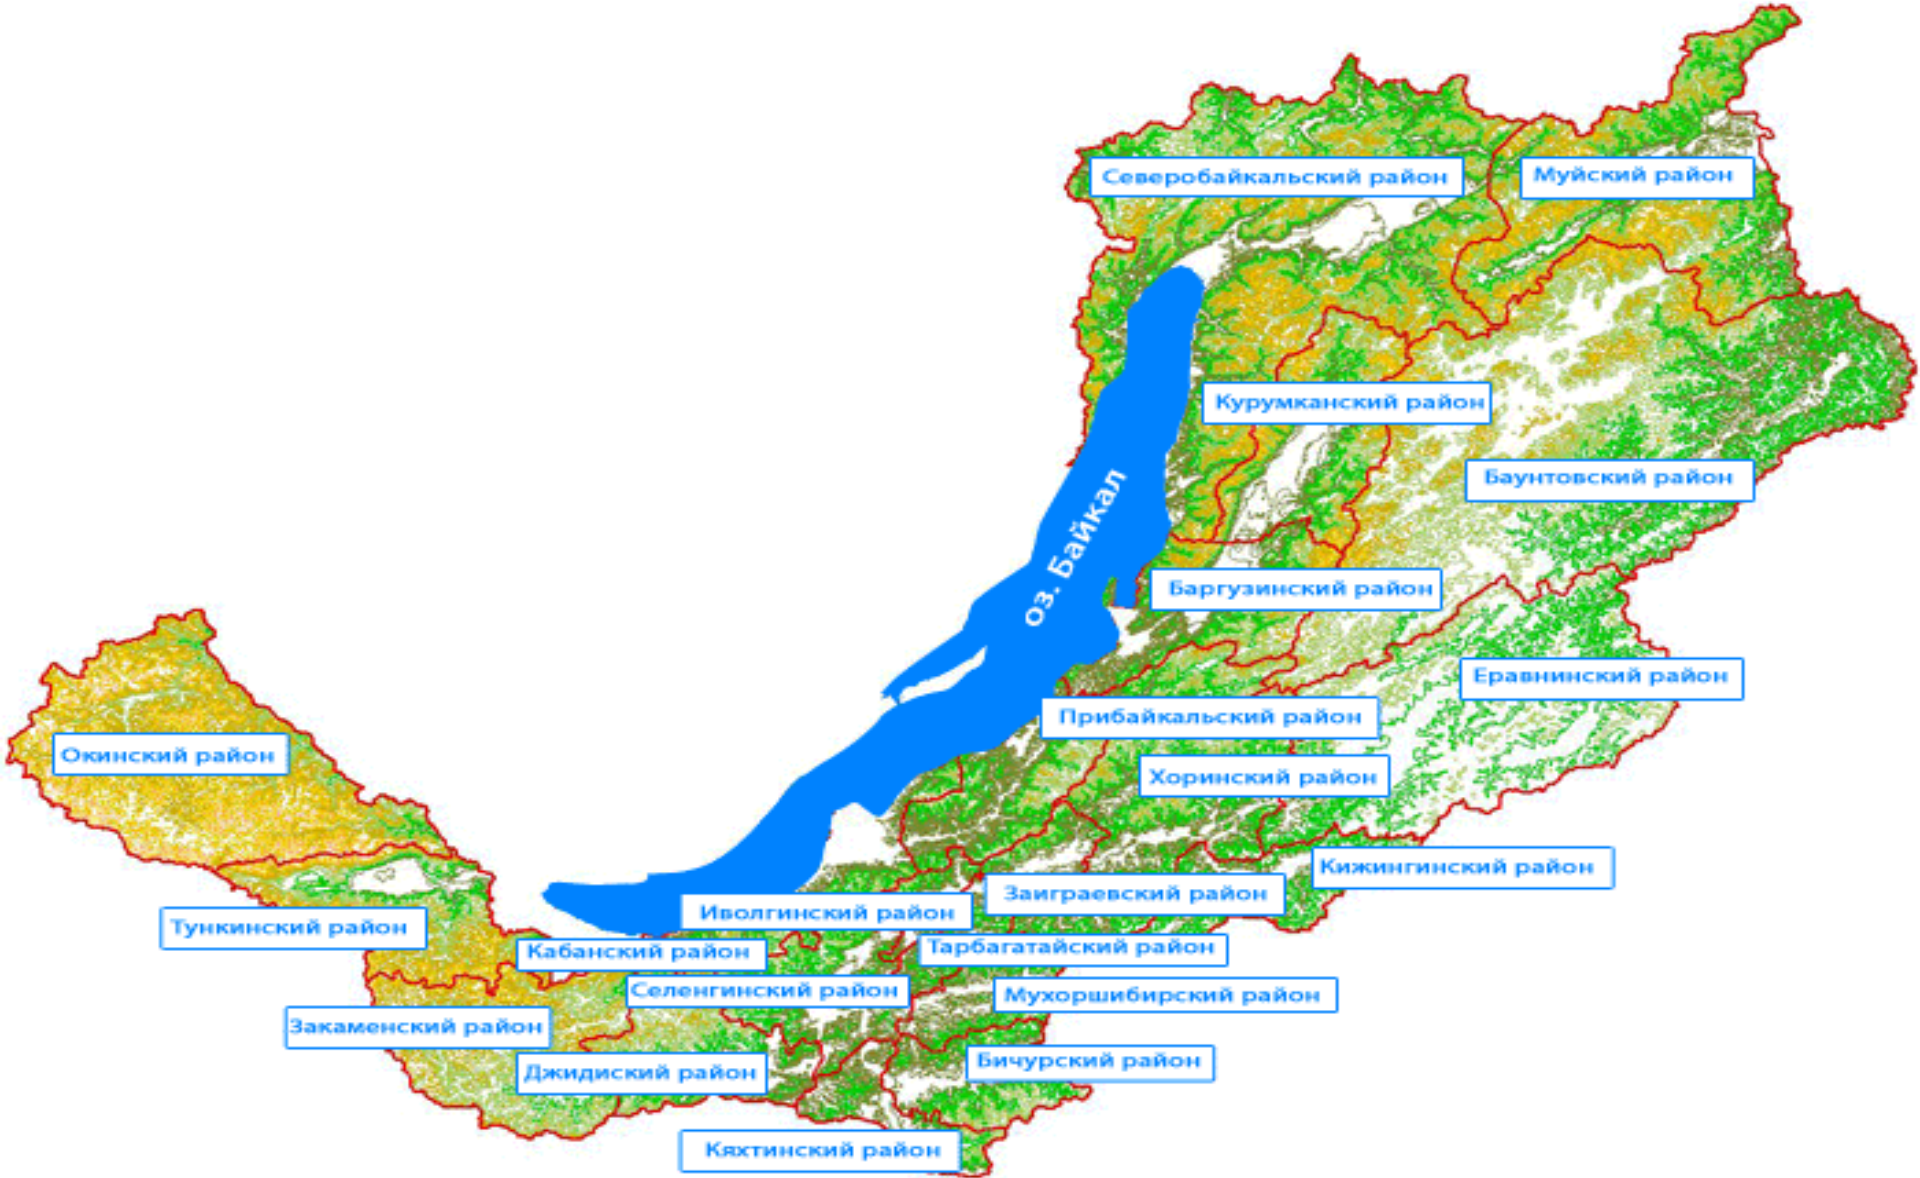 Северобайкальский район
Муйский район
Курумканский район
Баунтовский район
оз. Байкал
Баргузинский район
Еравнинский район
Прибайкальский район
Окинский район
Хоринский район
Кижингинский район
Заиграевский район
Иволгинский район
Тункинский район
Тарбагатайский район
Кабанский район
Селенгинский район
Мухоршибирский район
Закаменский район
Бичурский район
Джидиский район
Кяхтинский район